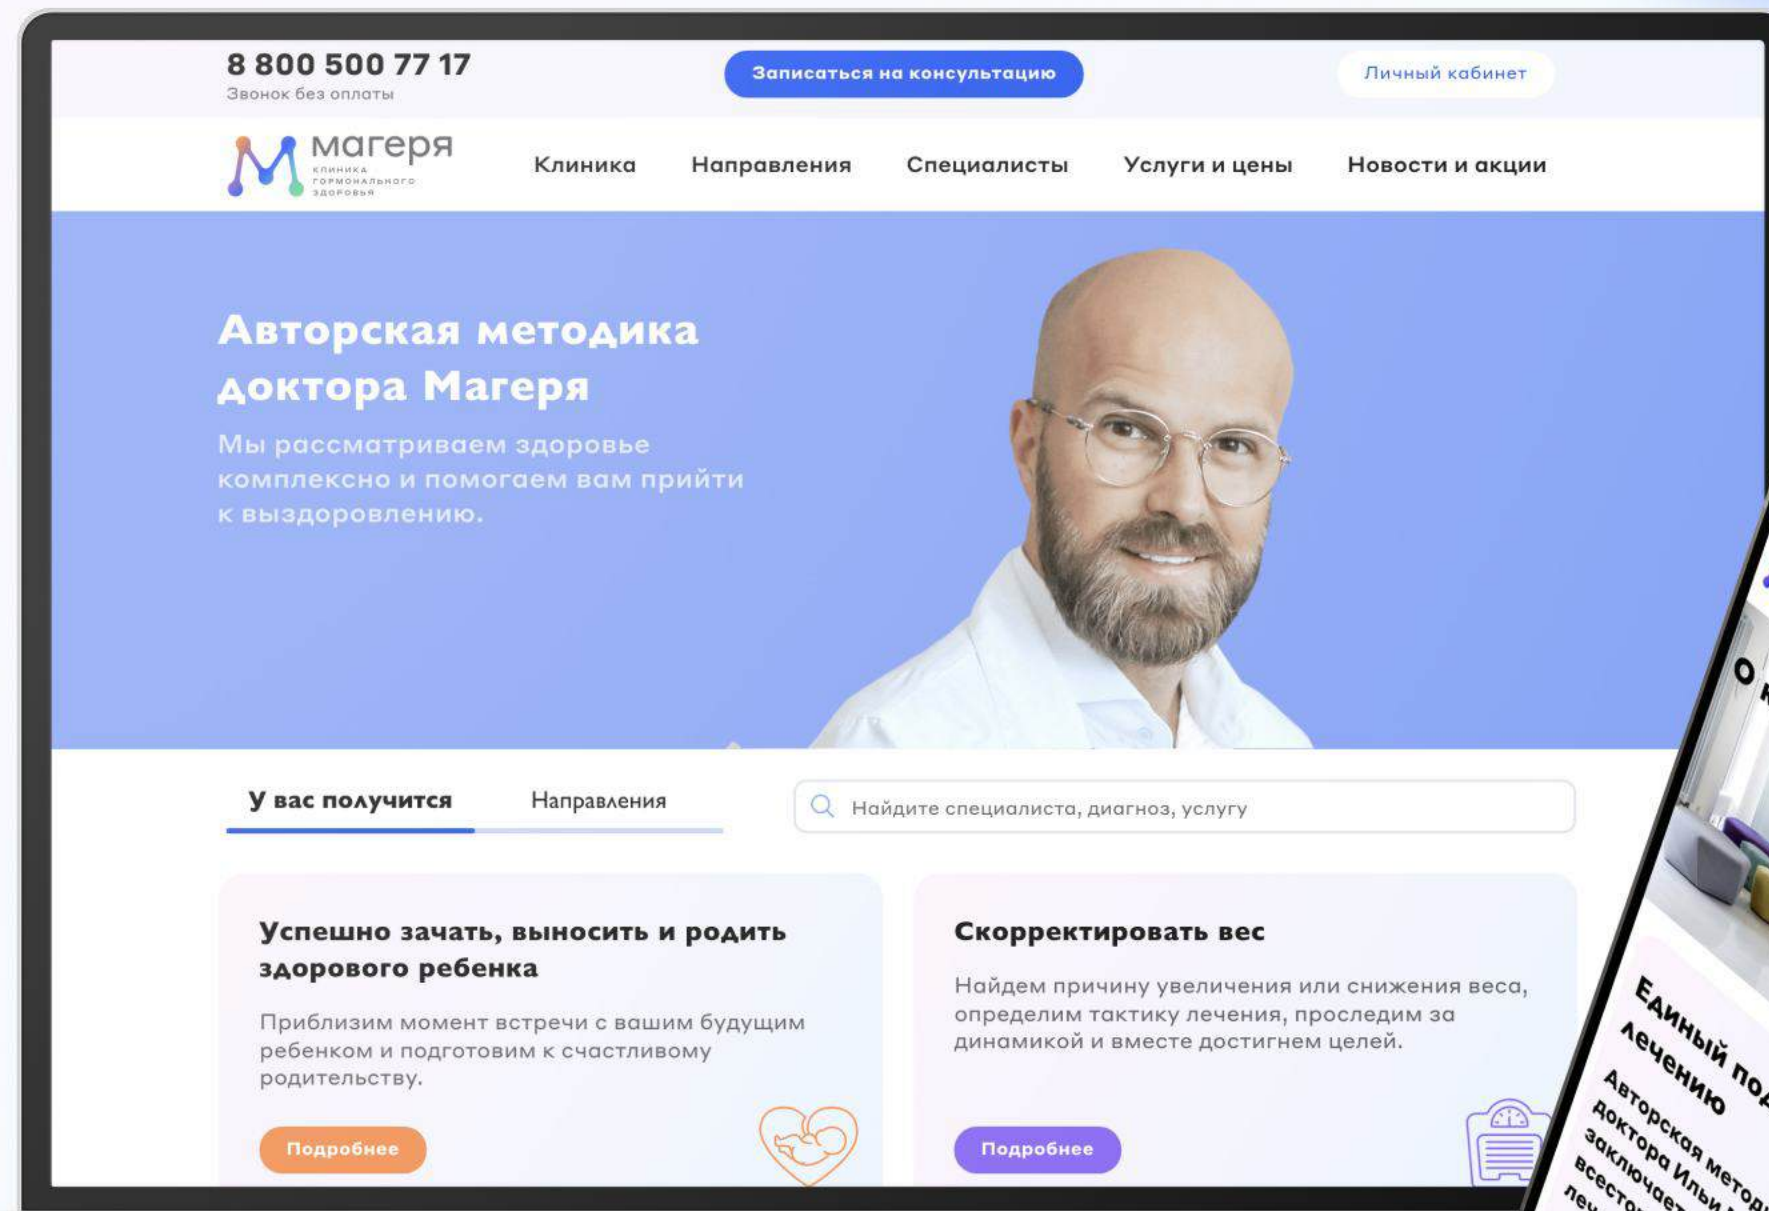 8 800 500 77 17
Звонок без оплаты
Записаться на консультацию
Личный кабинет
магеря
клиника
гормонального
здоровья
Клиника
Направления
Специалисты
Услуги и цены
Новости и акции
Авторская методика
доктора Магеря
Мы рассматриваем здоровье
комплексно и помогаем вам прийти
к выздоровлению.
У вас получится
Направления
Найдите специалиста, диагноз, услугу
Успешно зачать, выносить и родить
здорового ребенка
Приблизим момент встречи с вашим будущим
ребенком и подготовим к счастливому
родительству.
Подробнее
Скорректировать вес
Найдем причину увеличения или снижения веса,
определим тактику лечения, проследим за
динамикой и вместе достигнем целей.
Подробнее
О
Единый
лечению
Авторская
доктора Ильи